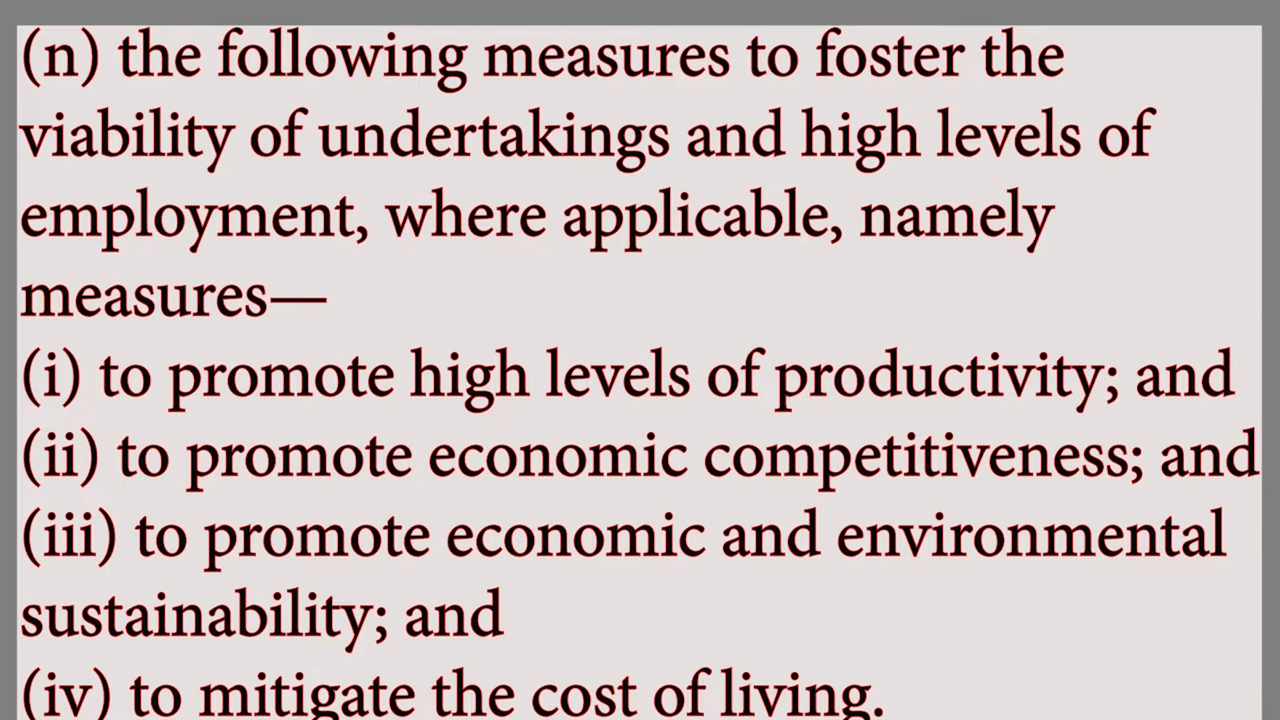 (n) the following measures to foster the
viability of undertakings and high levels of
employment, where applicable, namely
measures—
(i) to promote high levels of productivity; and
(ii) to promote economic competitiveness; and
(iii) to promote economic and environmental
sustainability; and
(iv) to mitigate the cost of living.